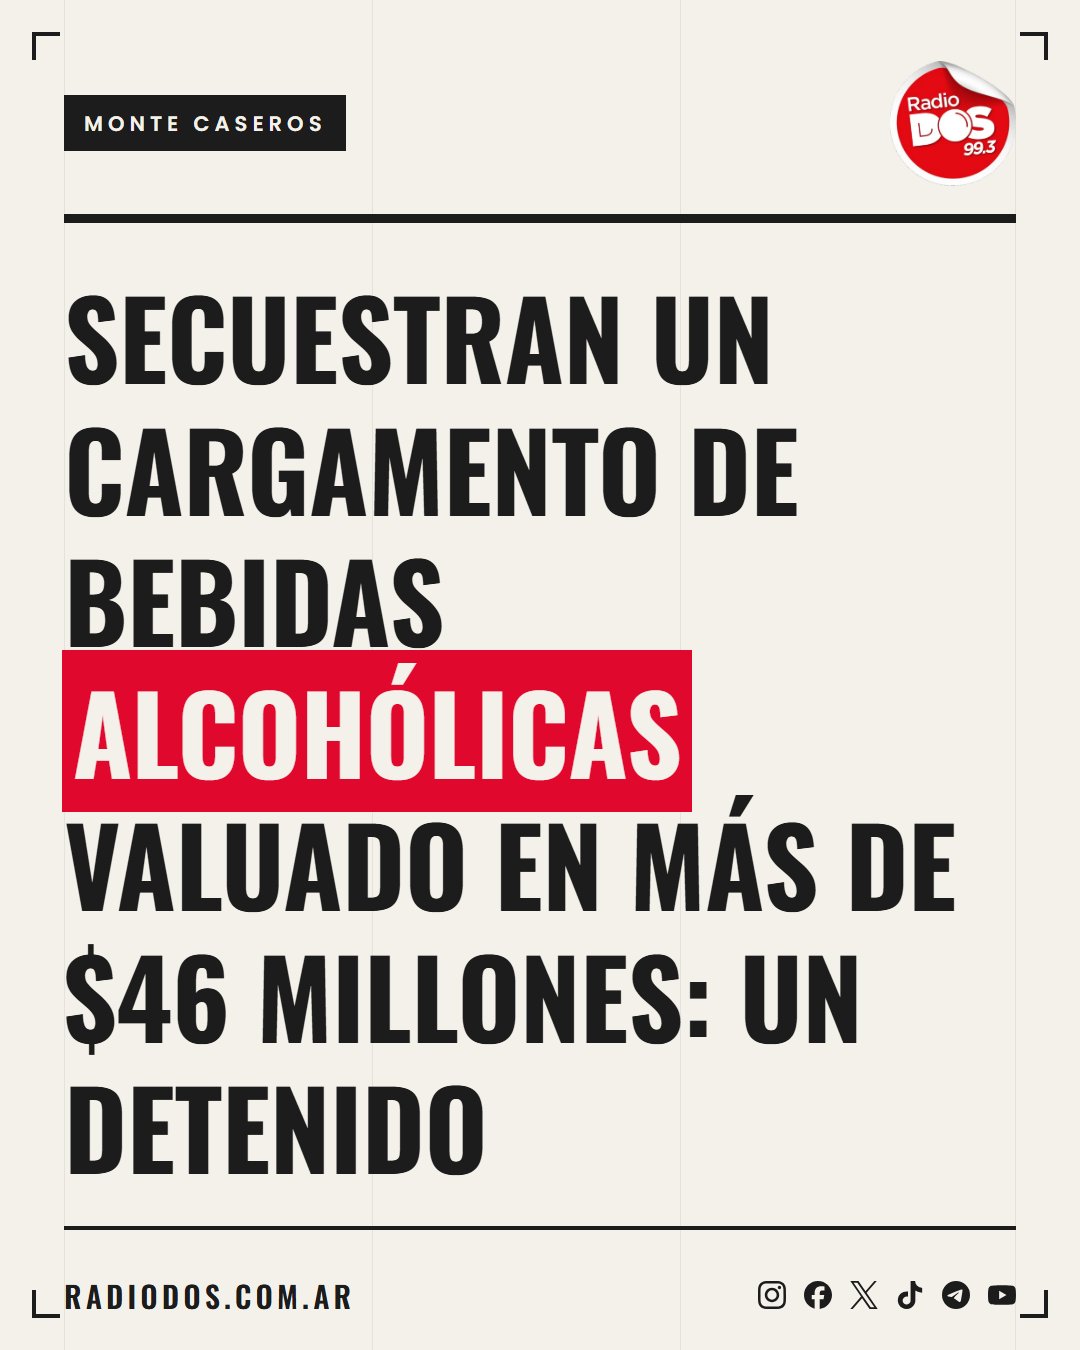 MONTE CASEROS
Radio
DOS
99.3
SECUESTRAN UN
CARGAMENTO DE
BEBIDAS
ALCOHÓLICAS
VALUADO EN MÁS DE
$46 MILLONES: UN
DETENIDO
RADIODOS.COM.AR